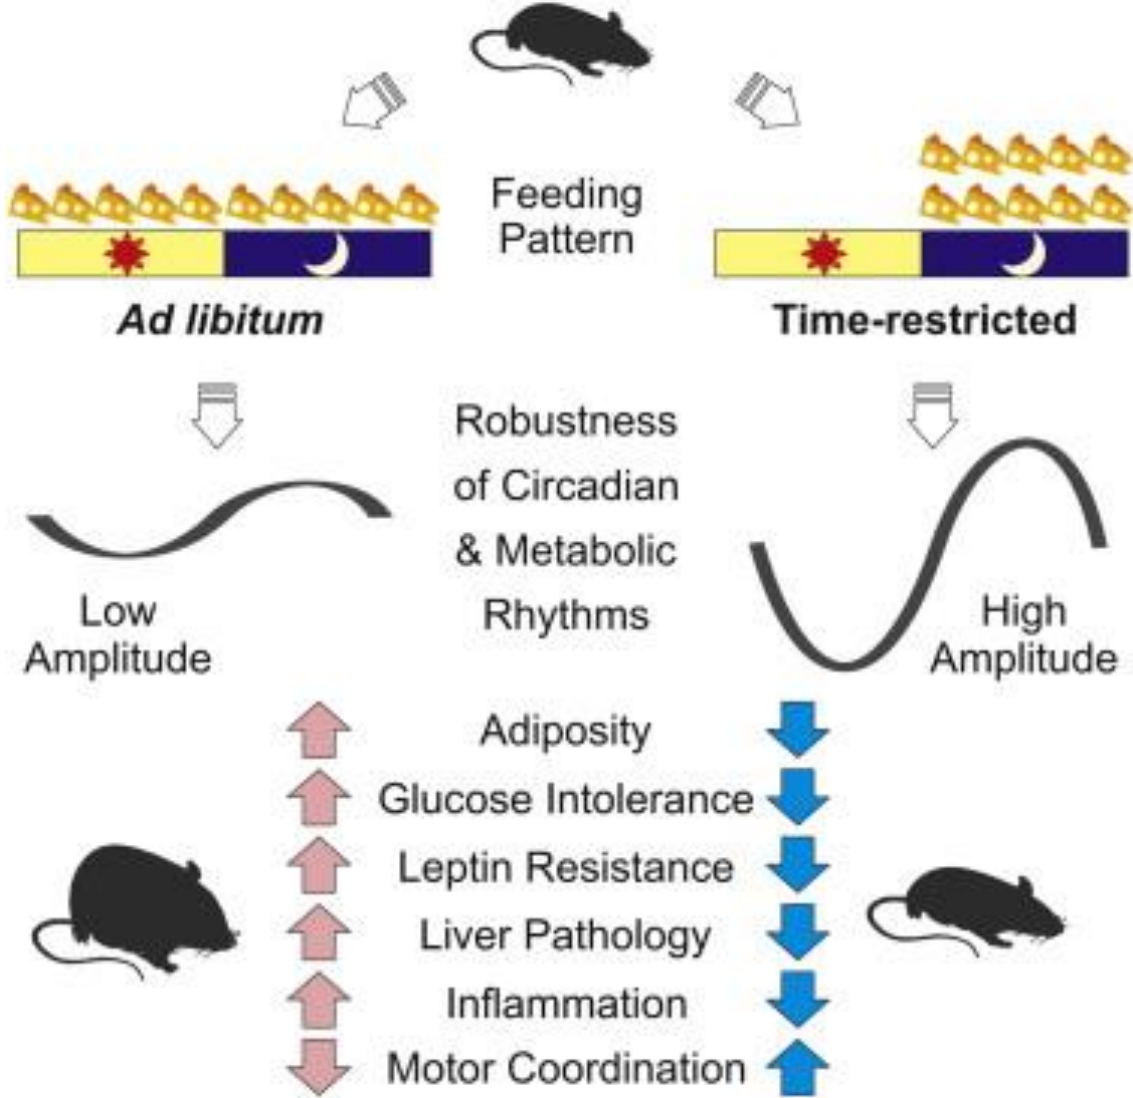 Feeding
Pattern
Ad libitum
Time-restricted
Robustness
of Circadian
& Metabolic
Rhythms
Low
Amplitude
High
Amplitude
Adiposity
Glucose Intolerance
Leptin Resistance
Liver Pathology
Inflammation
Motor Coordination